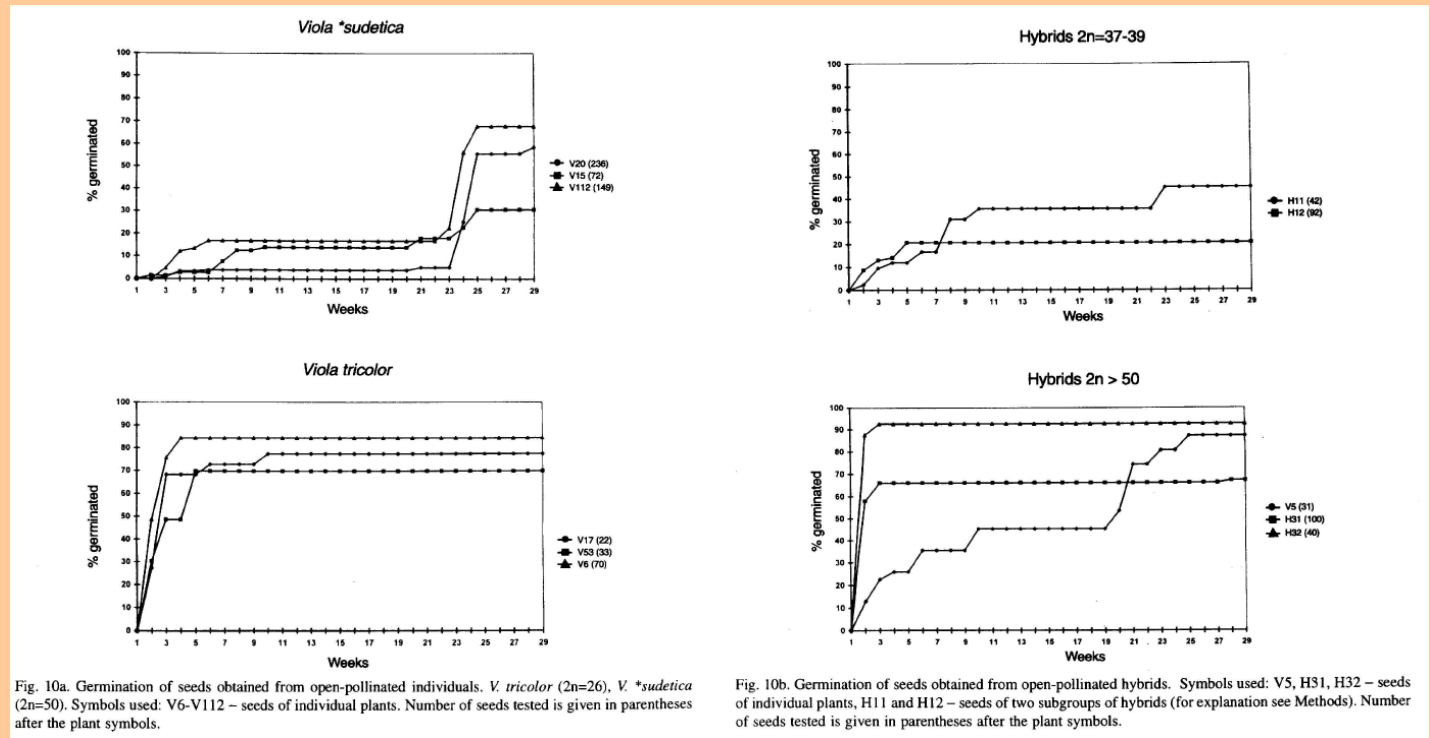 Viola *sudetica
100
90
80
70
60
50
40
30
20
10
0
% germinated
1 3 5 7 9 11 13 15 17 19 21 23 25 27 29
Weeks
V20 (236)
V15 (72)
V112 (149)
Viola tricolor
100
90
80
70
60
50
40
30
20
10
0
% germinated
1 3 5 7 9 11 13 15 17 19 21 23 25 27 29
Weeks
V17 (22)
V53 (33)
V6 (70)
Fig. 10a. Germination of seeds obtained from open-pollinated individuals. V. tricolor (2n=26), V. *sudetica
(2n=50). Symbols used: V6-V112 – seeds of individual plants. Number of seeds tested is given in parentheses
after the plant symbols.
Hybrids 2n=37-39
100
90
80
70
60
50
40
30
20
10
0
% germinated
1 3 5 7 9 11 13 15 17 19 21 23 25 27 29
Weeks
H11 (42)
H12 (92)
Hybrids 2n > 50
100
90
80
70
60
50
40
30
20
10
0
% germinated
1 3 5 7 9 11 13 15 17 19 21 23 25 27 29
Weeks
V5 (31)
H31 (100)
H32 (40)
Fig. 10b. Germination of seeds obtained from open-pollinated hybrids. Symbols used: V5, H31, H32 – seeds
of individual plants, H11 and H12 – seeds of two subgroups of hybrids (for explanation see Methods). Number
of seeds tested is given in parentheses after the plant symbols.